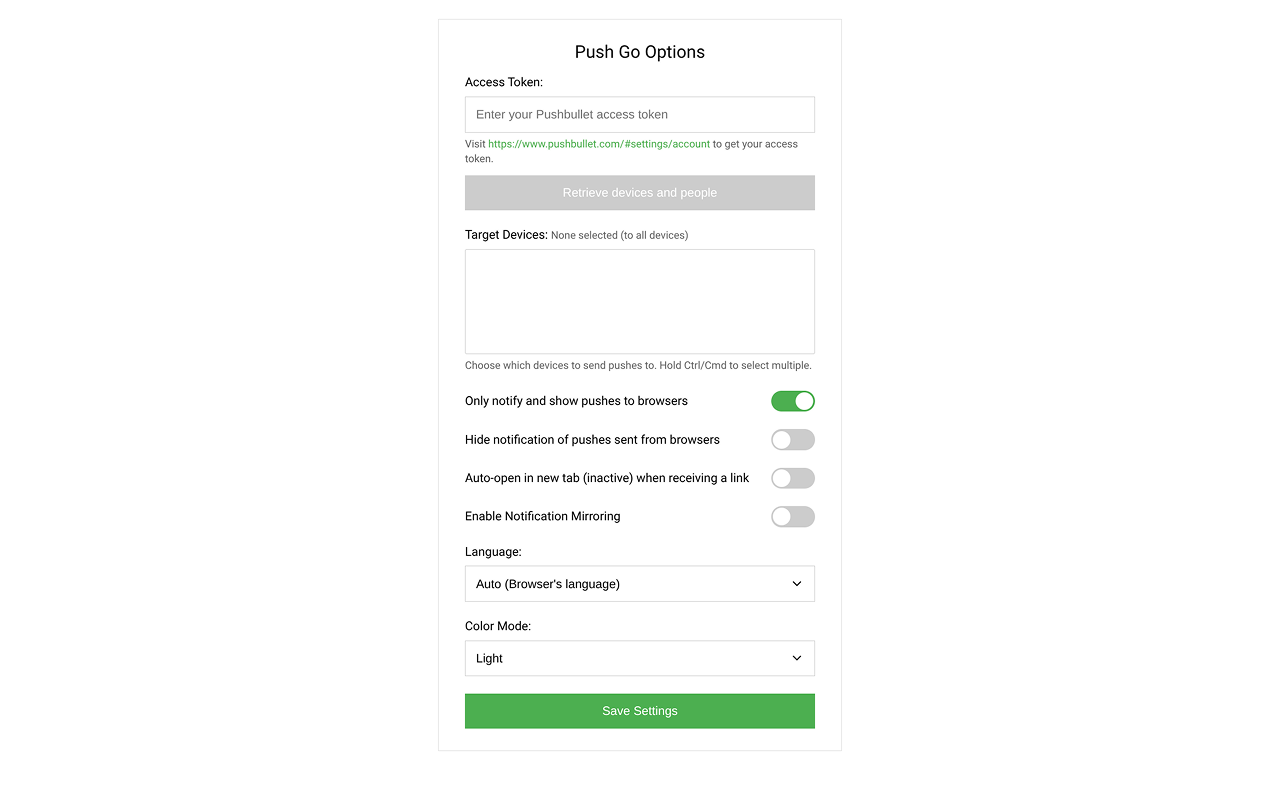 Push Go Options
Access Token:
Enter your Pushbullet access token
Visit https://www.pushbullet.com/#settings/account to get your access
token.
Retrieve devices and people
Target Devices: None selected (to all devices)
Choose which devices to send pushes to. Hold Ctrl/Cmd to select multiple.
Only notify and show pushes to browsers
Hide notification of pushes sent from browsers
Auto-open in new tab (inactive) when receiving a link
Enable Notification Mirroring
Language:
Auto (Browser's language)
Color Mode:
Light
Save Settings